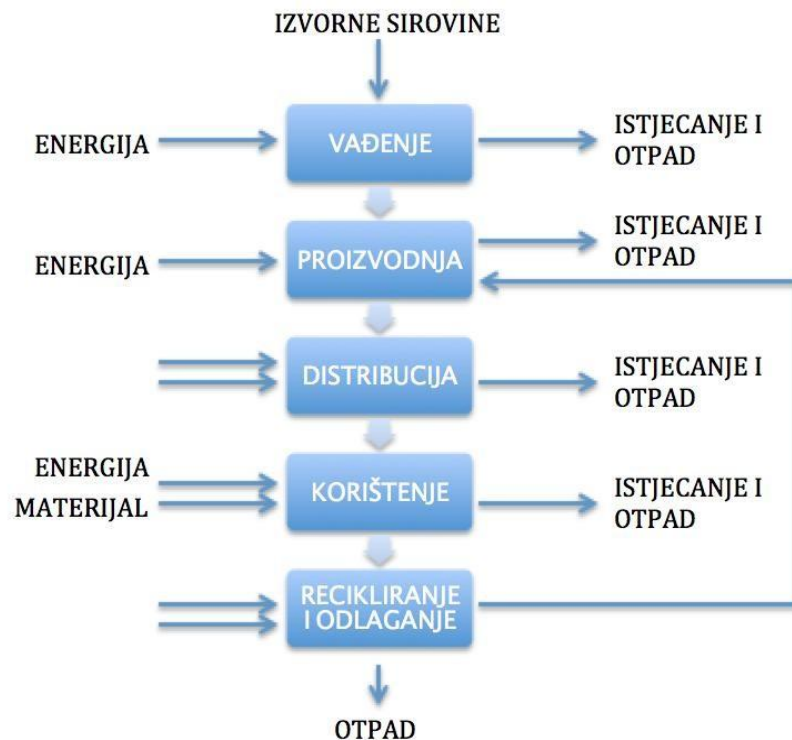 IZVORNE SIROVINE
ENERGIJA
VAĐENJE
ISTJECANJE I
OTPAD
ENERGIJA
PROIZVODNJA
ISTJECANJE I
OTPAD
DISTRIBUCIJA
ISTJECANJE I
OTPAD
ENERGIJA
MATERIJAL
KORIŠTENJE
ISTJECANJE I
OTPAD
RECIKLIRANJE
I ODLAGANJE
OTPAD